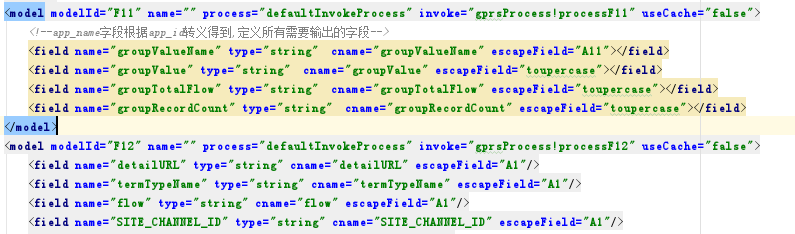 <model modelId="F11" name="" process="defaultInvokeProcess" invoke="gprsProcess!processF11" useCache="false">
<!--app_name字段根据app_id转义得到,定义所有需要输出的字段-->
<field name="groupValueName" type="string"  cname="groupValueName" escapeField="A11"></field>
<field name="groupValue" type="string"  cname="groupValue" escapeField="toupercase"></field>
<field name="groupTotalFlow" type="string"  cname="groupTotalFlow" escapeField="toupercase"></field>
<field name="groupRecordCount" type="string"  cname="groupRecordCount" escapeField="toupercase"></field>
</model>
<model modelId="F12" name="" process="defaultInvokeProcess" invoke="gprsProcess!processF12" useCache="false">
<field name="detailURL" type="string" cname="detailURL" escapeField="A1"/>
<field name="termTypeName" type="string" cname="termTypeName" escapeField="A1"/>
<field name="flow" type="string" cname="flow" escapeField="A1"/>
<field name="SITE_CHANNEL_ID" type="string" cname="SITE_CHANNEL_ID" escapeField="A1"/>